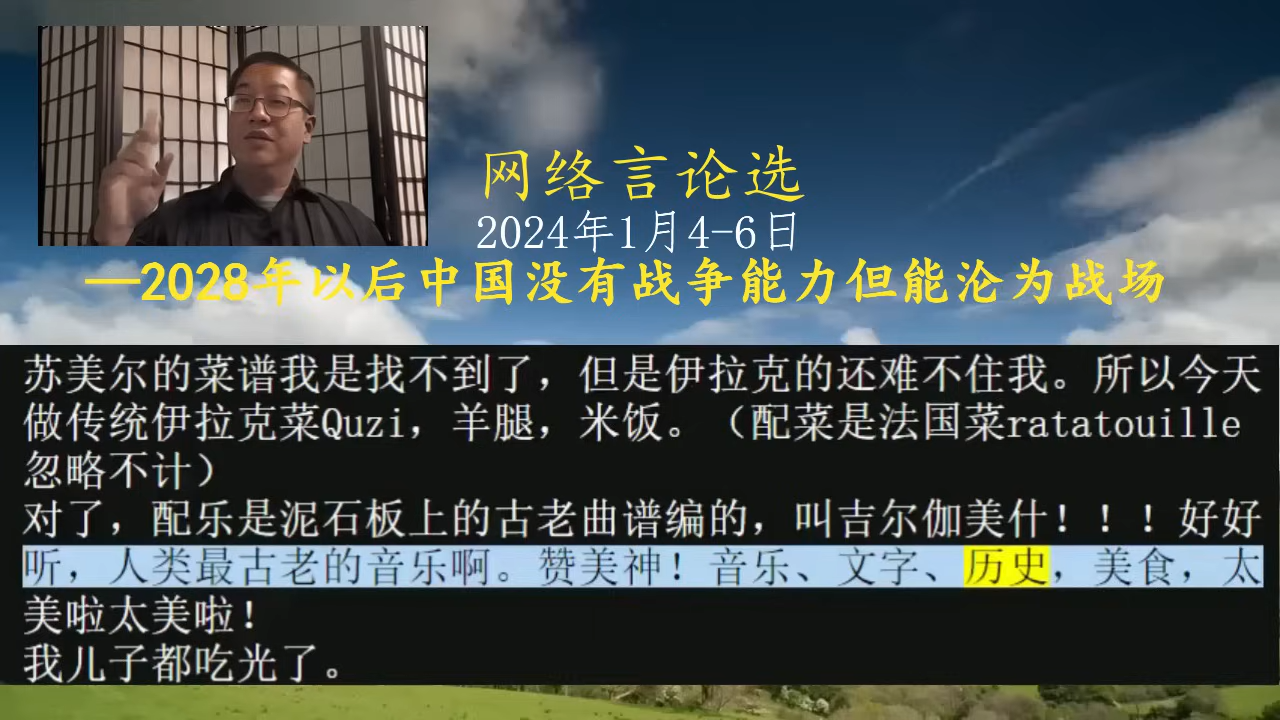 网络言论选
2024年1月4-6日
—2028年以后中国没有战争能力但能沦为战场
苏美尔的菜谱我是找不到了，但是伊拉克的还难不住我。所以今天
做传统伊拉克菜Quzi，羊腿，米饭。（配菜是法国菜ratatouille
忽略不计）
对了，配乐是泥石板上的古老曲谱编的，叫吉尔伽美什！！！好好
听，人类最古老的音乐啊。赞美神！音乐、文字、历史，美食，太
美啦太美啦！
我儿子都吃光了。